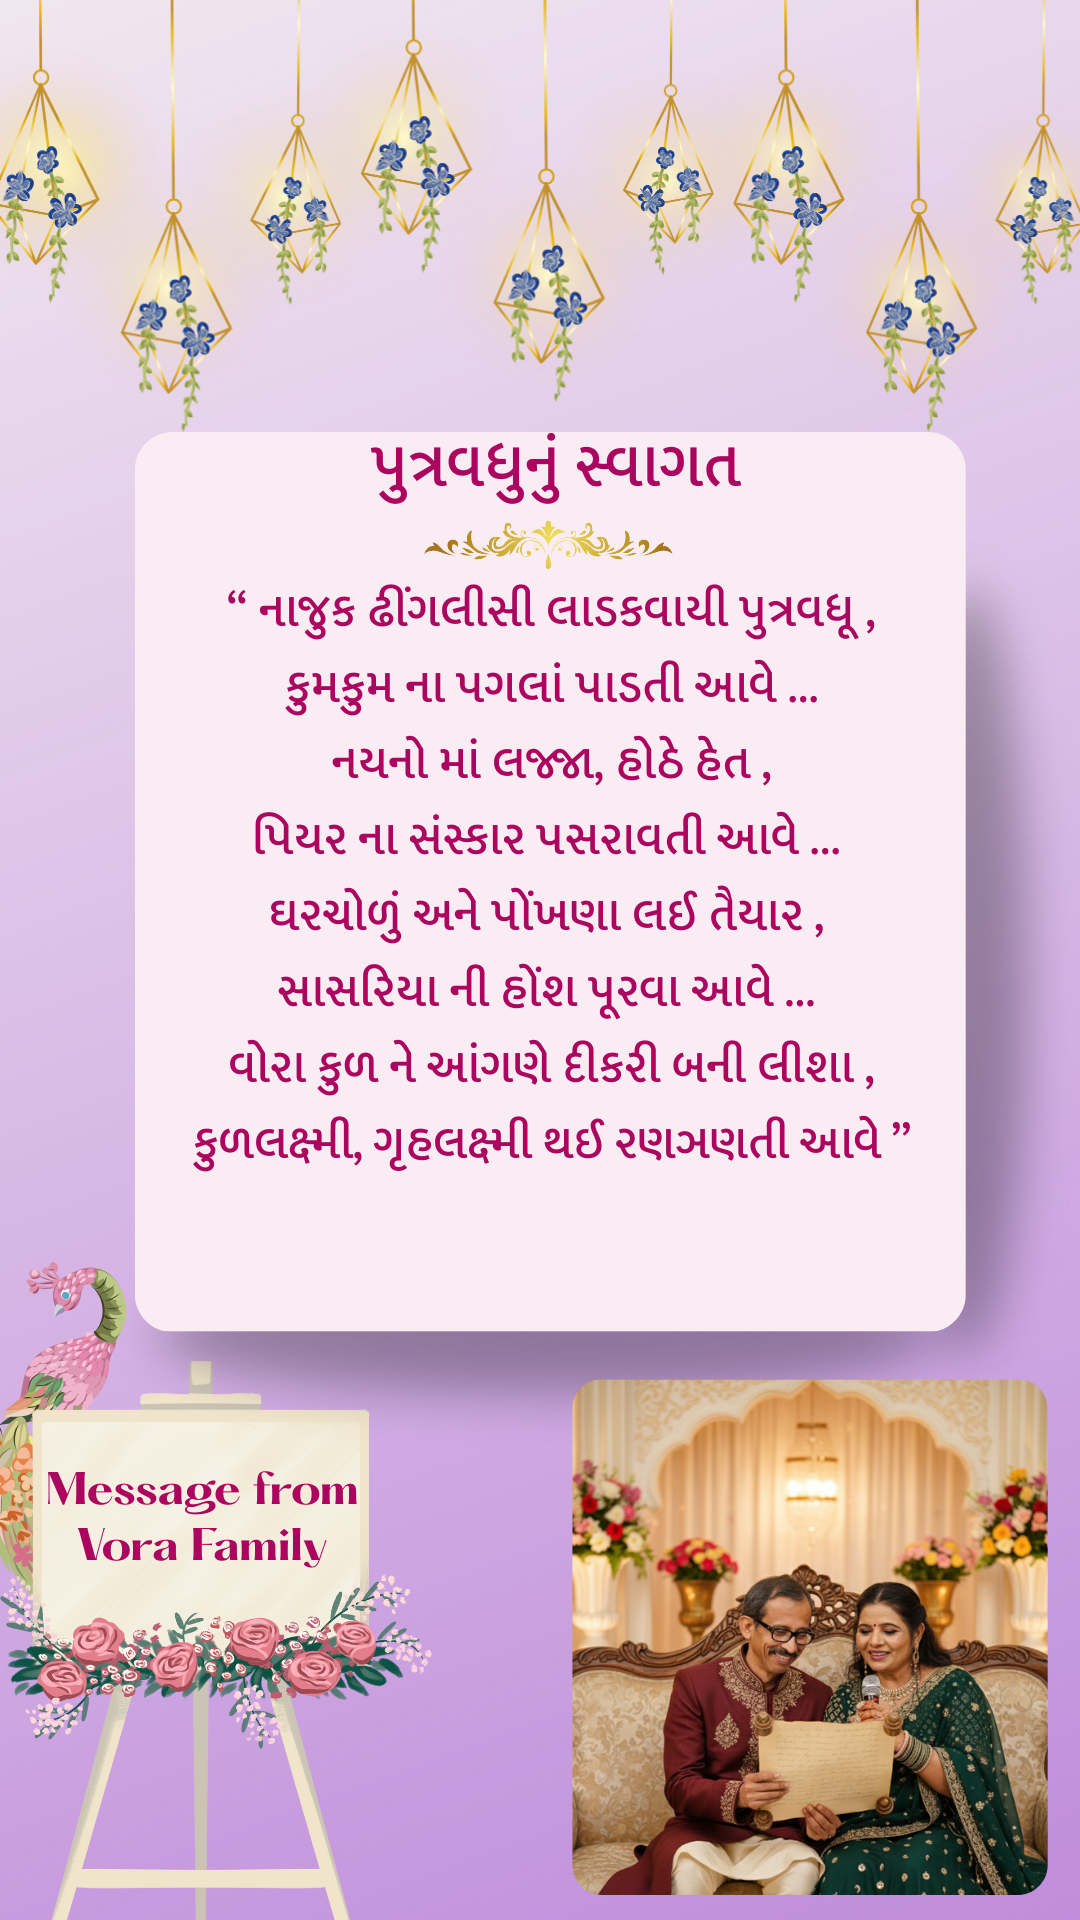 પુત્રવધુનું સ્વાગત
“ નાજુક ઢીંગલીસી લાડકવાયી પુત્રવધૂ ,
કુમકુમ ના પગલાં પાડતી આવે ...
નયનો માં લજ્જા, હોઠે હેત ,
પિયર ના સંસ્કાર પસરાવતી આવે ...
ઘરચોળું અને પોંખણા લઈ તૈયાર ,
સાસરિયા ની હોંશ પૂરવા આવે ...
વોરા કુળ ને આંગણે દીકરી બની લીશા ,
કુળલક્ષ્મી, ગૃહલક્ષ્મી થઈ રણઞણતી આવે ”
Message from
Vora Family